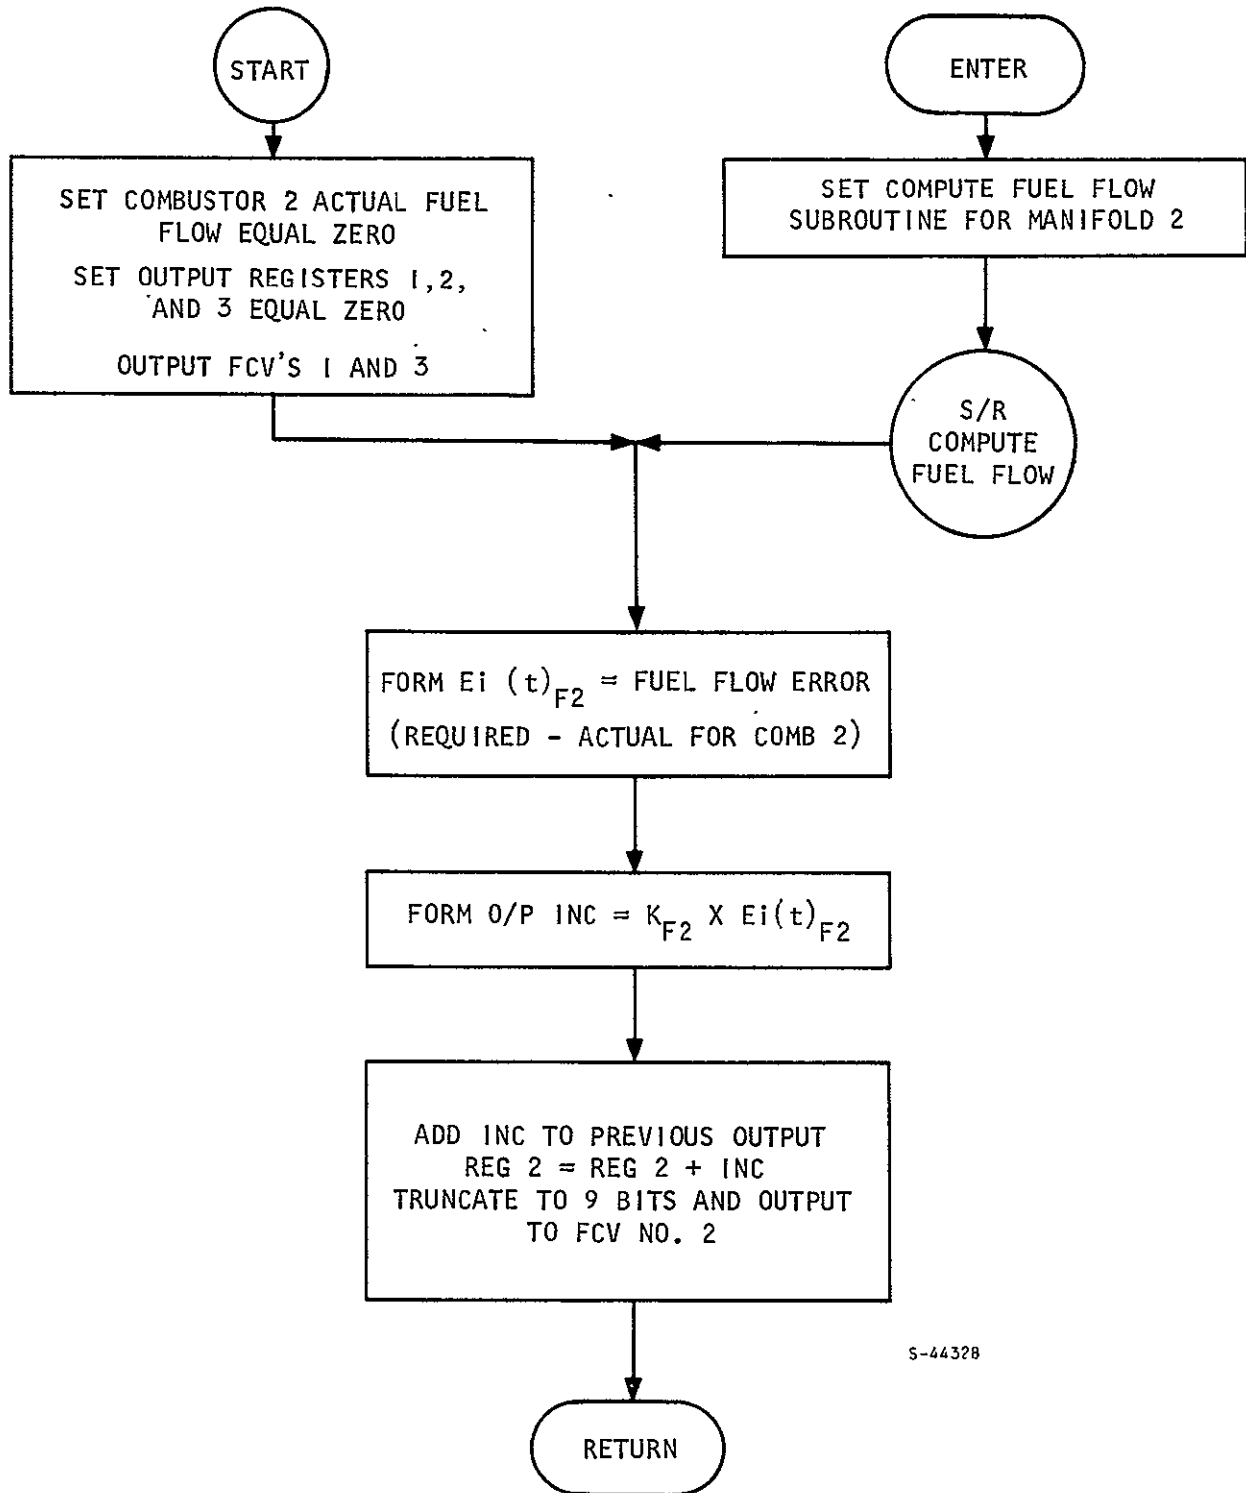 START
SET COMBUSTOR 2 ACTUAL FUEL
FLOW EQUAL ZERO
SET OUTPUT REGISTERS 1,2,
AND 3 EQUAL ZERO
OUTPUT FCV'S 1 AND 3
ENTER
SET COMPUTE FUEL FLOW
SUBROUTINE FOR MANIFOLD 2
S/R
COMPUTE
FUEL FLOW
FORM Ei (t)F2 = FUEL FLOW ERROR
(REQUIRED - ACTUAL FOR COMB 2)
FORM O/P INC = KF2 X Ei(t)F2
ADD INC TO PREVIOUS OUTPUT
REG 2 = REG 2 + INC
TRUNCATE TO 9 BITS AND OUTPUT
TO FCV NO. 2
S-44328
RETURN